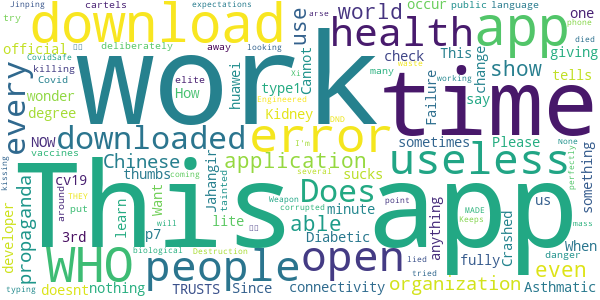 Jinping cartels expectations occur public language
try download health app world one
official deliberately away looking arse phone
CovidSafe died use This giving
killing elite Cannot check
Covid work time show tells
every wonder How huawei type1 many change waste
degree Engineered Failure say working
NOW error Kidney DND I'm Please None
vaccines downloaded useless perfectly
Chinese application sometimes something
kissing thumbs Does sucks coming
This app
cv19 Jahangir tainted several us
around THEY Want lite minute anything
propaganda put learn able Diabetic Crashed When
developer 3rd p7 Weapon corrupted point fully MADE Keeps mass
WHO people open danger even
biological Destruction lied
doesnt nothing TRUSTS Since connectivity tried organization Asthmatic
typing will xi